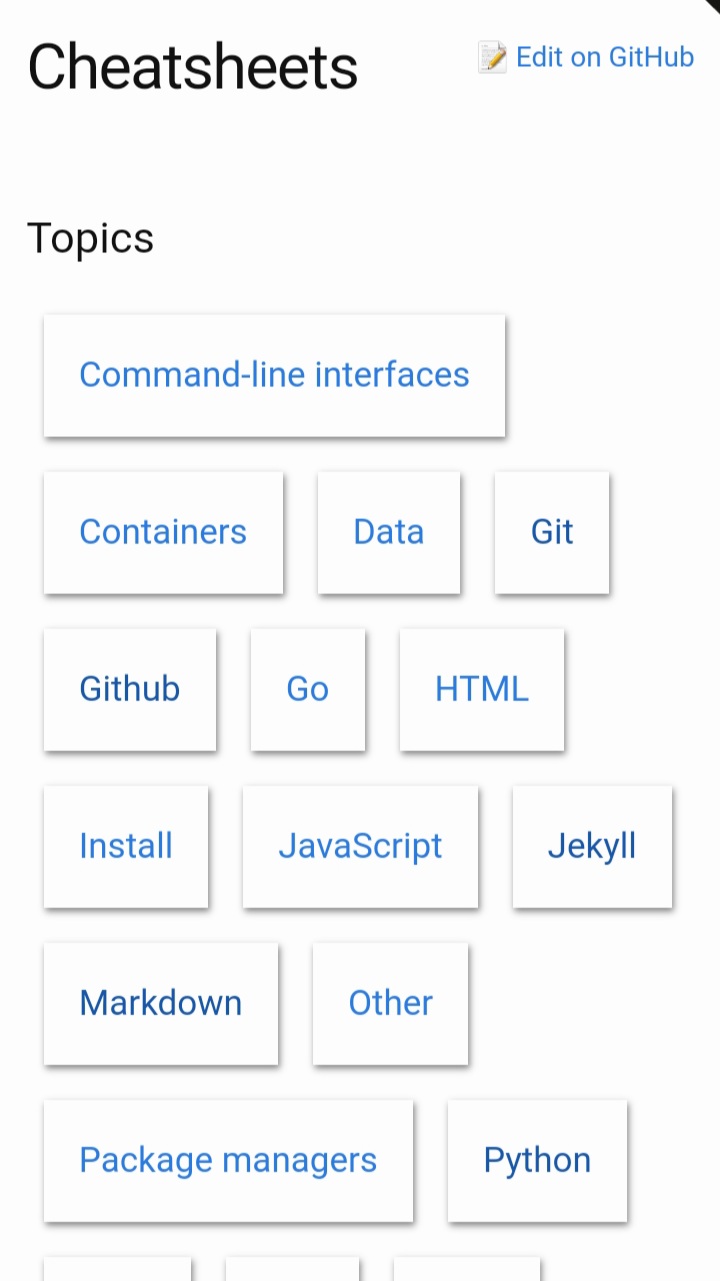 Cheatsheets
📝 Edit on GitHub
Topics
Command-line interfaces
Containers Data Git
Github Go HTML
Install JavaScript Jekyll
Markdown Other
Package managers Python